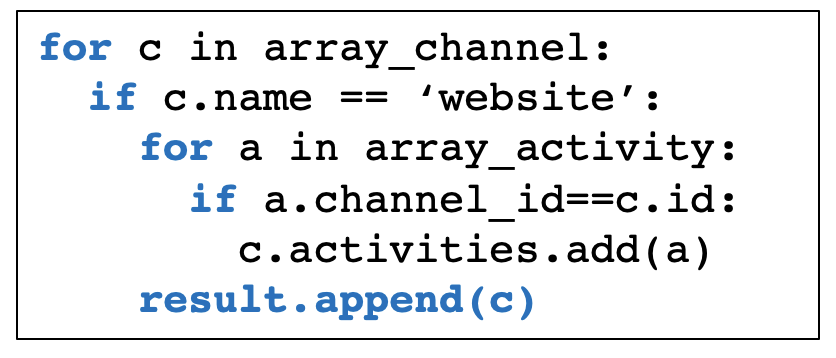 for c in array_channel:
  if c.name == ‘website’:
    for a in array_activity:
      if a.channel_id==c.id:
        c.activities.add(a)
    result.append(c)